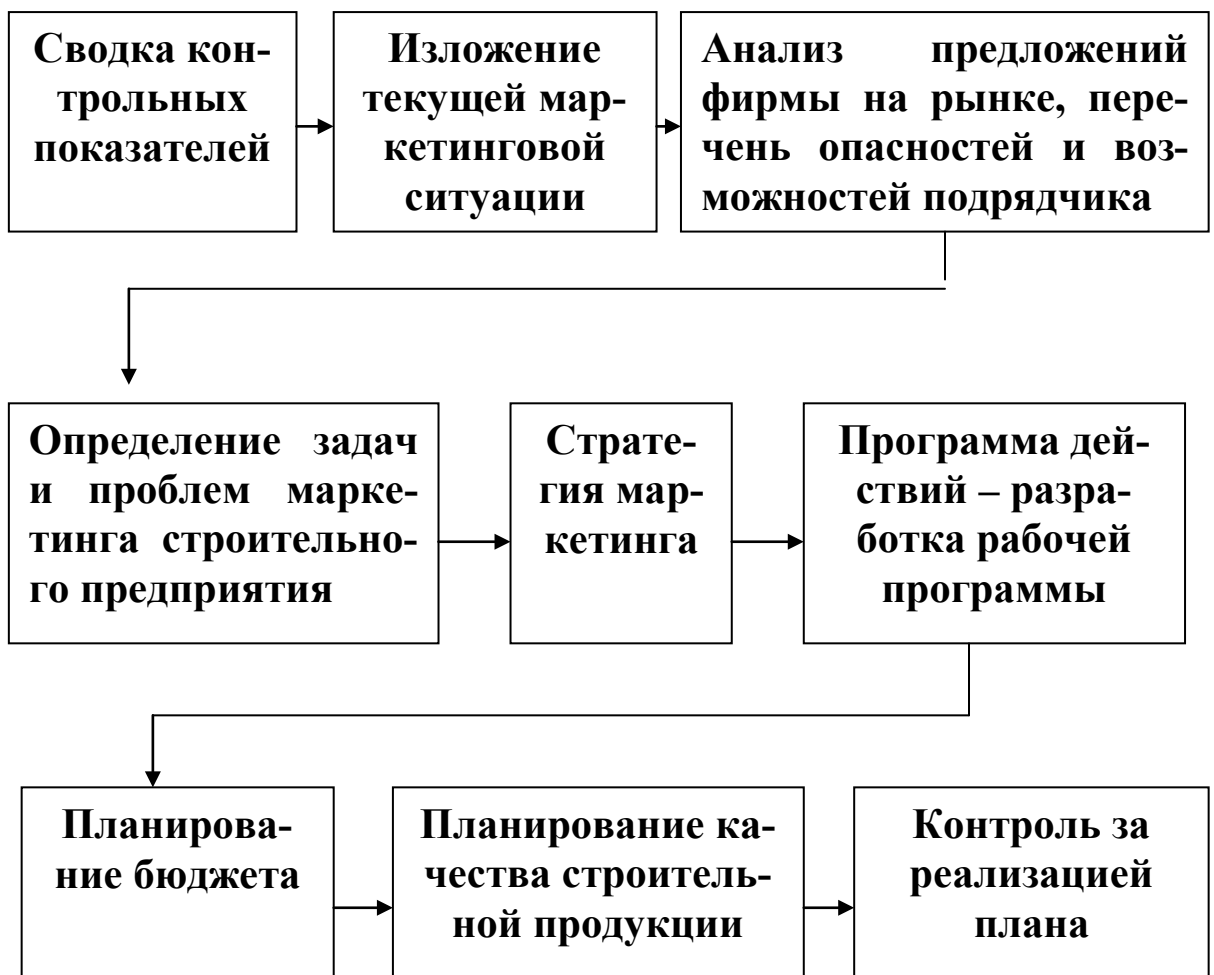 Сводка кон-
трольных
показателей
Изложение
текущей мар-
кетинговой
ситуации
Анализ предложений
фирмы на рынке, пере-
чень опасностей и воз-
можностей подрядчика
Определение задач
и проблем марке-
тинга строительно-
го предприятия
Страте-
гия мар-
кетинга
Программа дей-
ствий – разра-
ботка рабочей
программы
Планирова-
ние бюджета
Планирование ка-
чества строитель-
ной продукции
Контроль за
реализацией
плана